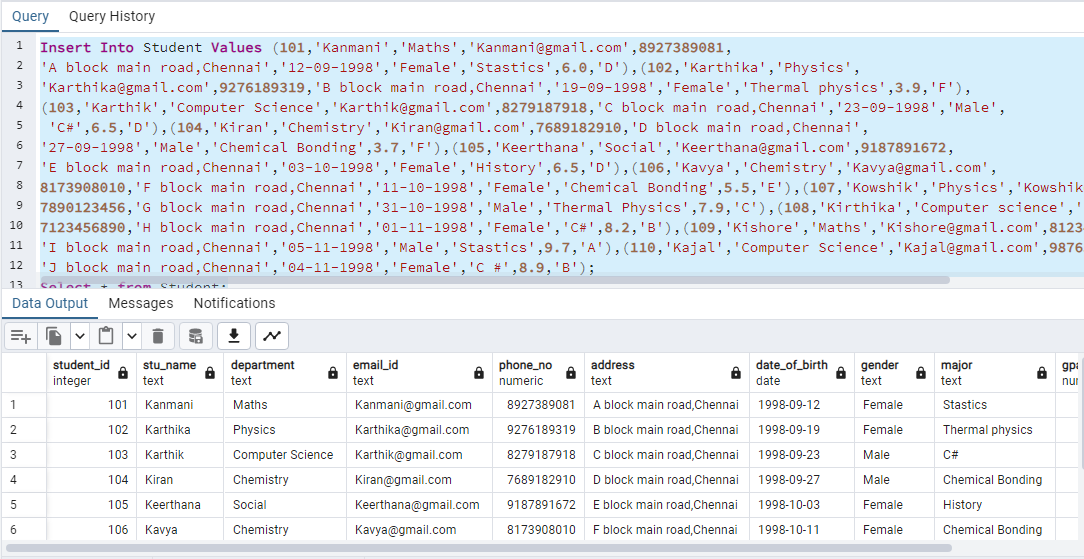 Query Query History
1 Insert Into Student Values (101,'Kanmani','Maths','Kanmani@gmail.com',8927389081,
2 'A block main road,Chennai','12-09-1998','Female','Stastics',6.0,'D'),(102,'Karthika','Physics',
3 'Karthika@gmail.com',9276189319,'B block main road,Chennai','19-09-1998','Female','Thermal physics',3.9,'F'),
4 (103,'Karthik','Computer Science','Karthik@gmail.com',8279187918,'C block main road,Chennai','23-09-1998','Male',
5 'C#',6.5,'D'),(104,'Kiran','Chemistry','Kiran@gmail.com',7689182910,'D block main road,Chennai',
6 '27-09-1998','Male','Chemical Bonding',3.7,'F'),(105,'Keerthana','Social','Keerthana@gmail.com',9187891672,
7 'E block main road,Chennai','03-10-1998','Female','History',6.5,'D'),(106,'Kavya','Chemistry','Kavya@gmail.com',
8 8173908010,'F block main road,Chennai','11-10-1998','Female','Chemical Bonding',5.5,'E'),(107,'Kowshik','Physics','Kowshik
9 7890123456,'G block main road,Chennai','31-10-1998','Male','Thermal Physics',7.9,'C'),(108,'Kirthika','Computer science','
10 7123456890,'H block main road,Chennai','01-11-1998','Female','C#',8.2,'B'),(109,'Kishore','Maths','Kishore@gmail.com',8123
11 'I block main road,Chennai','05-11-1998','Male','Stastics',9.7,'A'),(110,'Kajal','Computer Science','Kajal@gmail.com',9876
12 'J block main road,Chennai','04-11-1998','Female','C #',8.9,'B');
13 Select * from Student;
Data Output Messages Notifications
student_id stu_name department email_id phone_no address date_of_birth gender major
integer text text text numeric text date text text
1 101 Kanmani Maths Kanmani@gmail.com 8927389081 A block main road,Chennai 1998-09-12 Female Stastics
2 102 Karthika Physics Karthika@gmail.com 9276189319 B block main road,Chennai 1998-09-19 Female Thermal physics
3 103 Karthik Computer Science Karthik@gmail.com 8279187918 C block main road,Chennai 1998-09-23 Male C#
4 104 Kiran Chemistry Kiran@gmail.com 7689182910 D block main road,Chennai 1998-09-27 Male Chemical Bonding
5 105 Keerthana Social Keerthana@gmail.com 9187891672 E block main road,Chennai 1998-10-03 Female History
6 106 Kavya Chemistry Kavya@gmail.com 8173908010 F block main road,Chennai 1998-10-11 Female Chemical Bonding